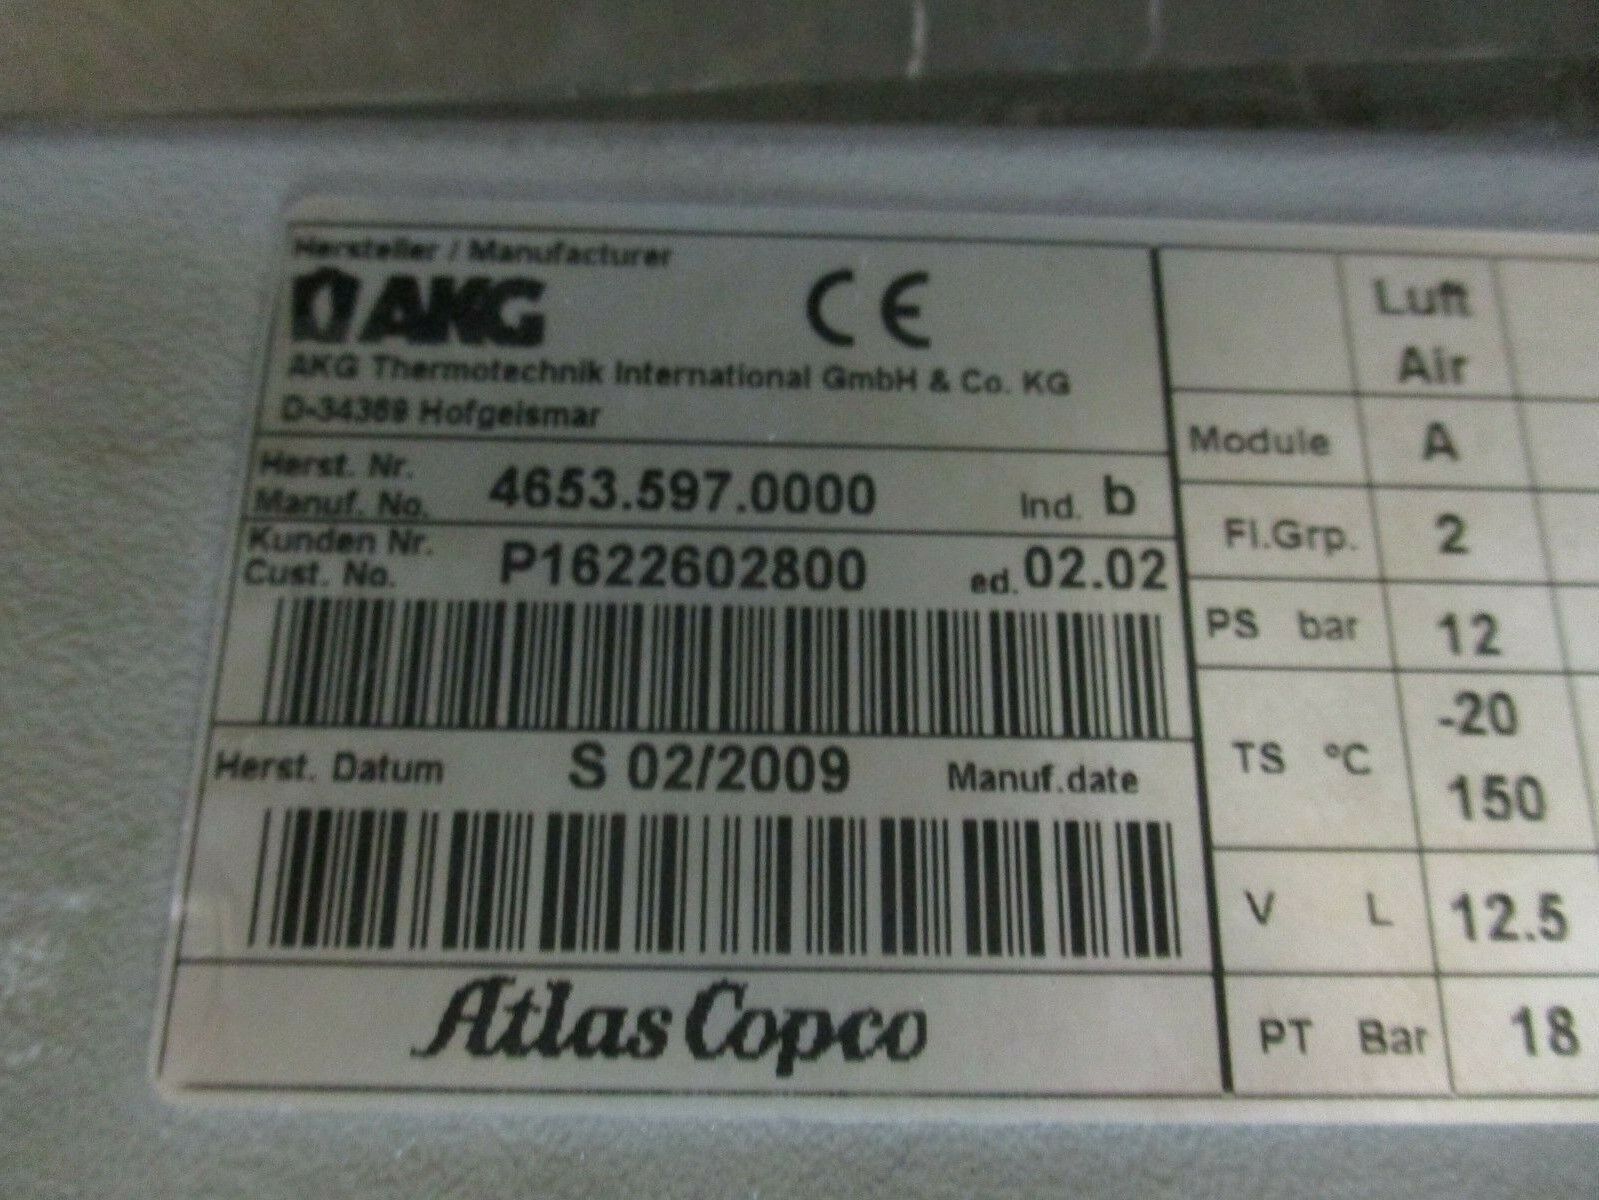 Hersteller / Manufacturer
AKG
CE
AKG Thermotechnik International GmbH & Co. KG
D-34369 Hofgeismar
Herst. Nr.
Manuf. No. 4653.597.0000 Ind. b
Kunden Nr.
Cust. No. P1622602800 ed. 02.02
Herst. Datum S 02/2009 Manuf.date
Atlas Copco
Luft
Air
Module A
Fl.Grp. 2
PS bar 12
TS °C -20
150
V L 12.5
PT Bar 18